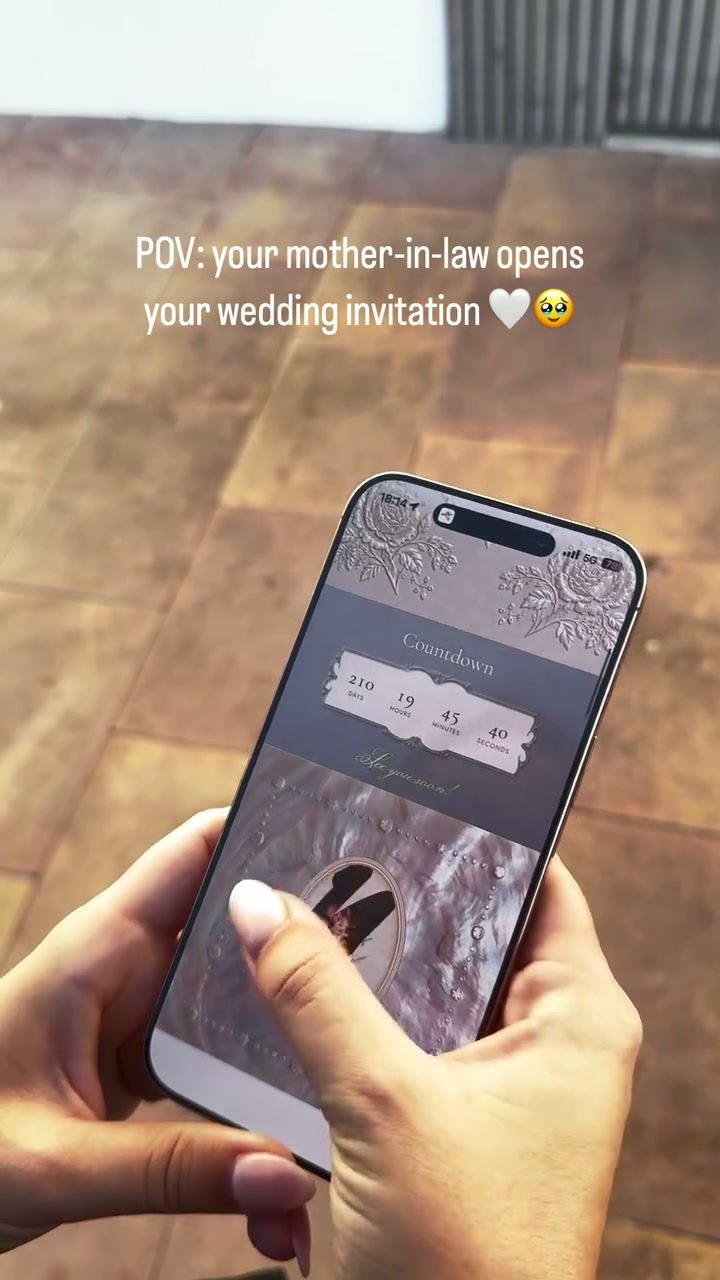 POV: your mother-in-law opens
your wedding invitation 🤍🥹
18:14
5G 78
Countdown
210 19 45 40
DAYS HOURS MINUTES SECONDS
See you soon!